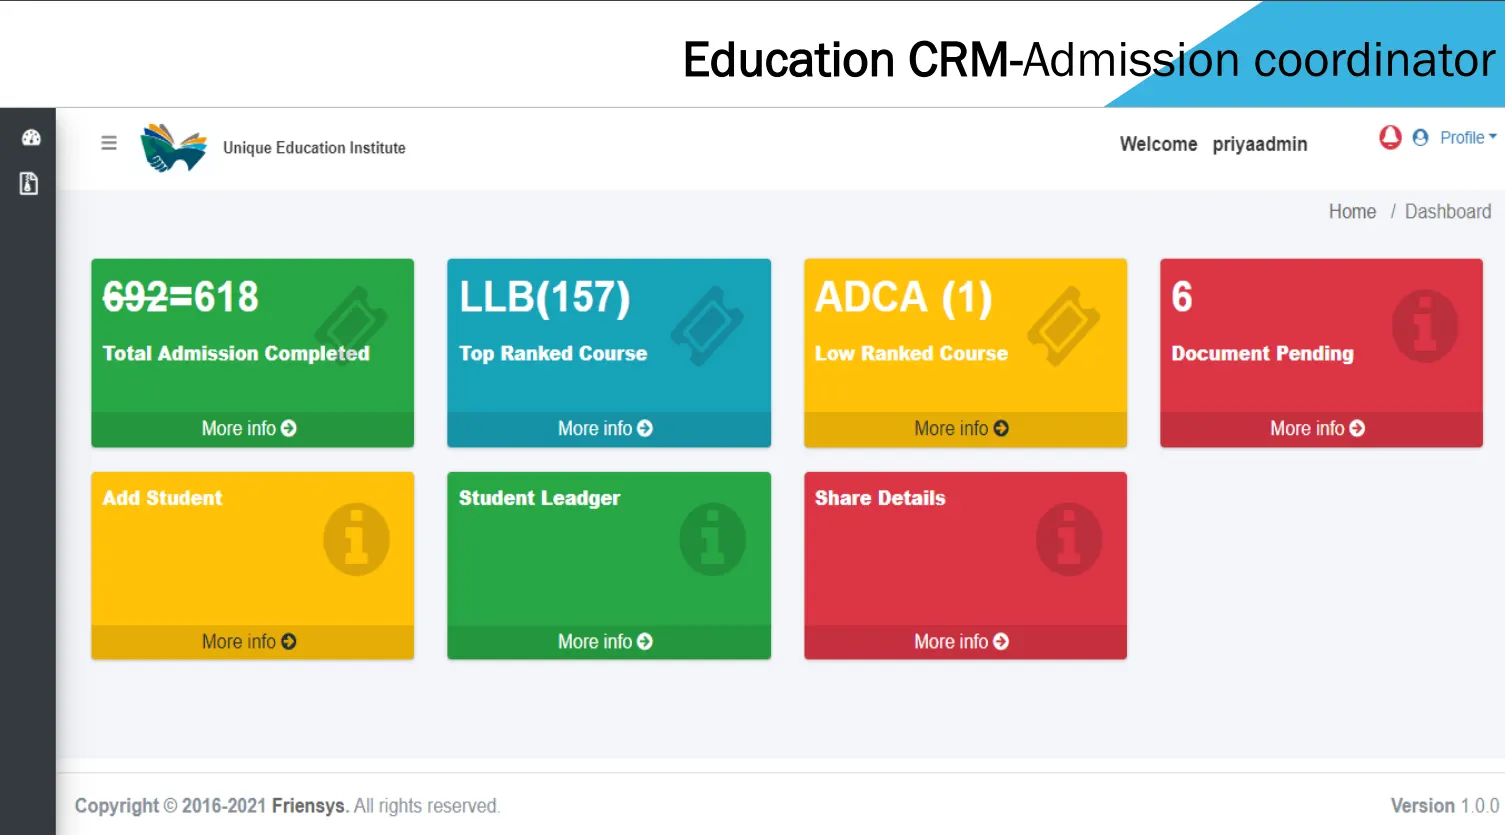 Education CRM-Admission coordinator
Unique Education Institute
Welcome priyaadmin
Profile
Home / Dashboard
692=618
Total Admission Completed
More info
LLB(157)
Top Ranked Course
More info
ADCA (1)
Low Ranked Course
More info
6
Document Pending
More info
Add Student
More info
Student Leadger
More info
Share Details
More info
Copyright © 2016-2021 Friensys. All rights reserved.
Version 1.0.0